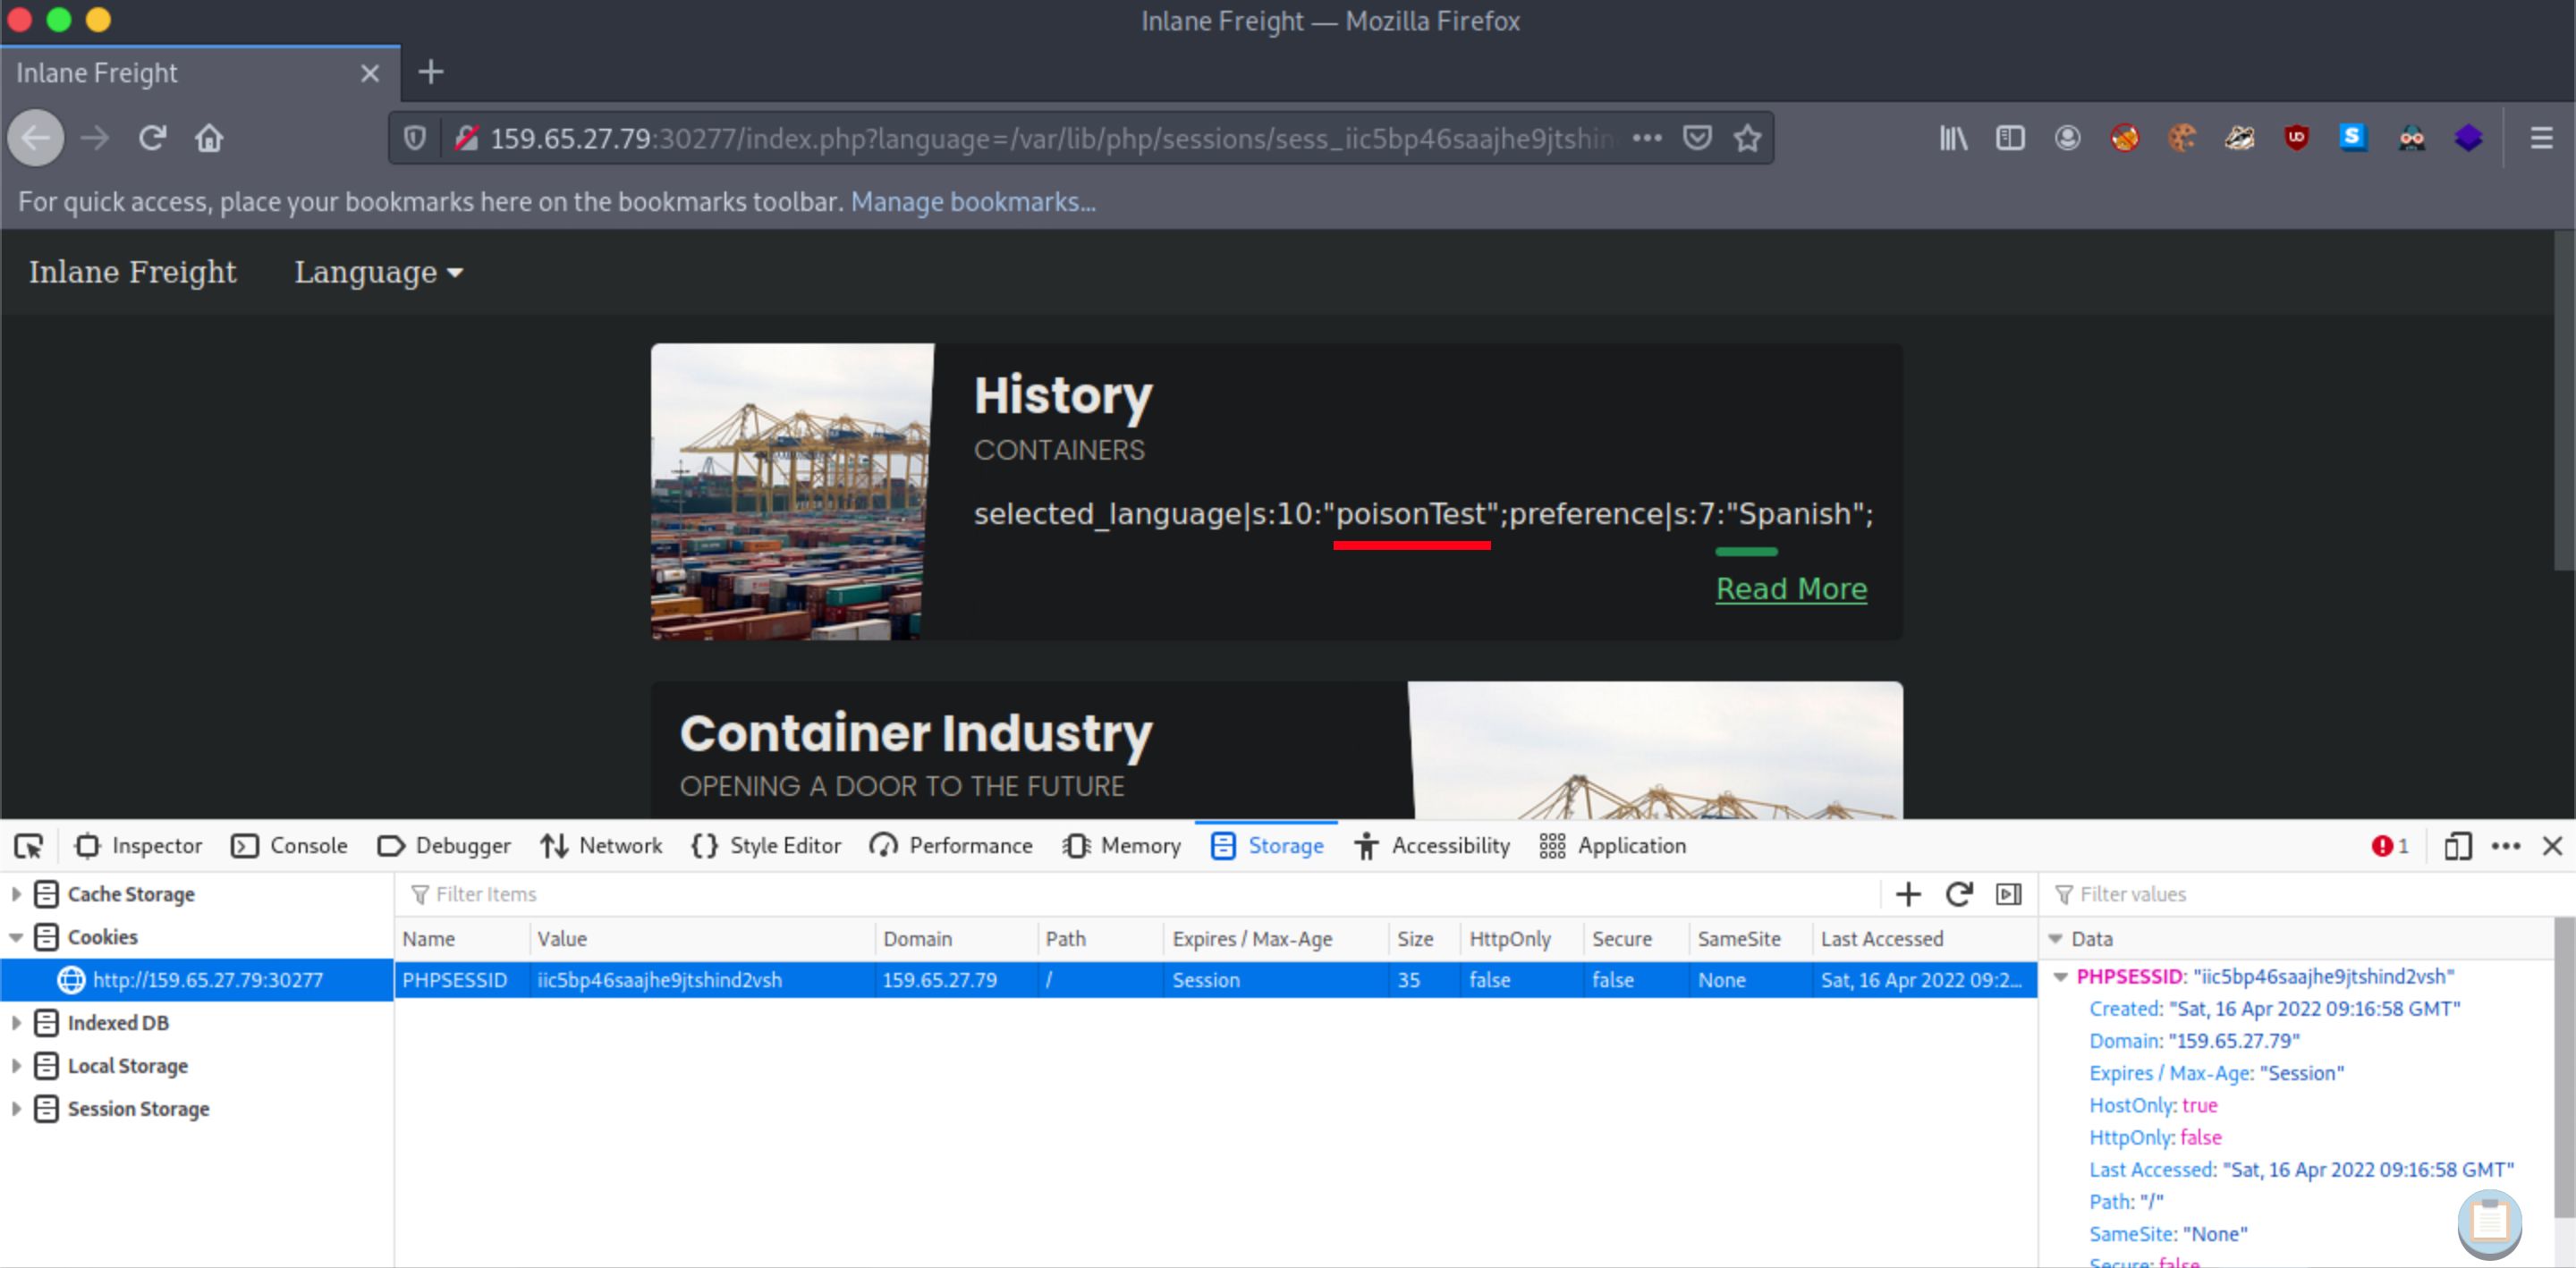 Inlane Freight — Mozilla Firefox
Inlane Freight
159.65.27.79:30277/index.php?language=/var/lib/php/sessions/sess_iic5bp46saajhe9jtshin
For quick access, place your bookmarks here on the bookmarks toolbar. Manage bookmarks...
Inlane Freight Language
History
CONTAINERS
selected_language|s:10:"poisonTest";preference|s:7:"Spanish";
Read More
Container Industry
OPENING A DOOR TO THE FUTURE
Inspector Console Debugger Network Style Editor Performance Memory Storage Accessibility Application 1
Cache Storage
Cookies
http://159.65.27.79:30277
Indexed DB
Local Storage
Session Storage
Filter Items
Name Value Domain Path Expires / Max-Age Size HttpOnly Secure SameSite Last Accessed
PHPSESSID iic5bp46saajhe9jtshind2vsh 159.65.27.79 / Session 35 false false None Sat, 16 Apr 2022 09:2...
Filter values
Data
PHPSESSID: "iic5bp46saajhe9jtshind2vsh"
Created: "Sat, 16 Apr 2022 09:16:58 GMT"
Domain: "159.65.27.79"
Expires / Max-Age: "Session"
HostOnly: true
HttpOnly: false
Last Accessed: "Sat, 16 Apr 2022 09:16:58 GMT"
Path: "/"
SameSite: "None"
Secure: false